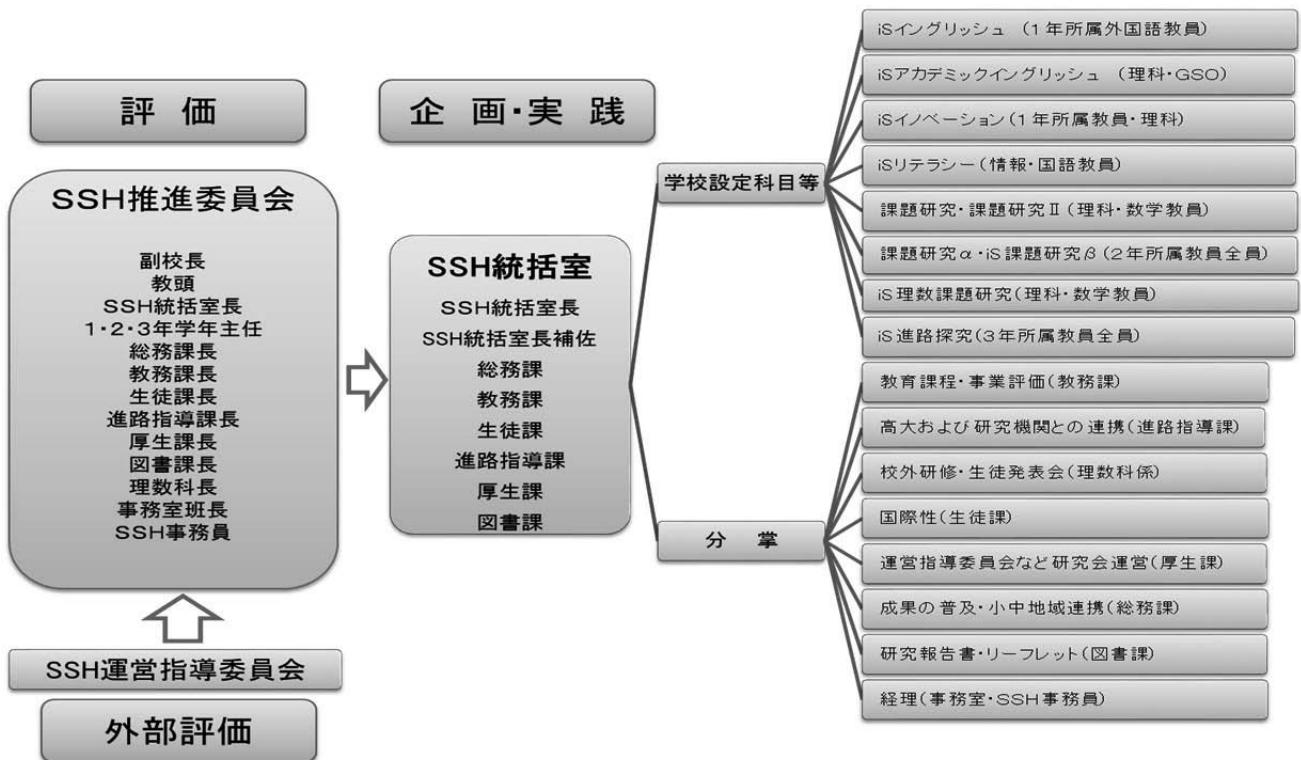 評 価
SSH推進委員会
副校長
教頭
SSH統括室長
1・2・3年学年主任
総務課長
教務課長
生徒課長
進路指導課長
厚生課長
図書課長
理数科長
事務室班長
SSH事務員
SSH運営指導委員会
外部評価
企 画・実 践
SSH統括室
SSH統括室長
SSH統括室長補佐
総務課
教務課
生徒課
進路指導課
厚生課
図書課
学校設定科目等
iSイングリッシュ (1年所属外国語教員)
iSアカデミックイングリッシュ (理科・GSO)
iSイノベーション(1年所属教員・理科)
iSリテラシー(情報・国語教員)
課題研究・課題研究Ⅱ(理科・数学教員)
課題研究α・iS課題研究β(2年所属教員全員)
iS理数課題研究(理科・数学教員)
iS進路探究(3年所属教員全員)
分 掌
教育課程・事業評価(教務課)
高大および研究機関との連携(進路指導課)
校外研修・生徒発表会(理数科係)
国際性(生徒課)
運営指導委員会など研究会運営(厚生課)
成果の普及・小中地域連携(総務課)
研究報告書・リーフレット(図書課)
経理(事務室・SSH事務員)